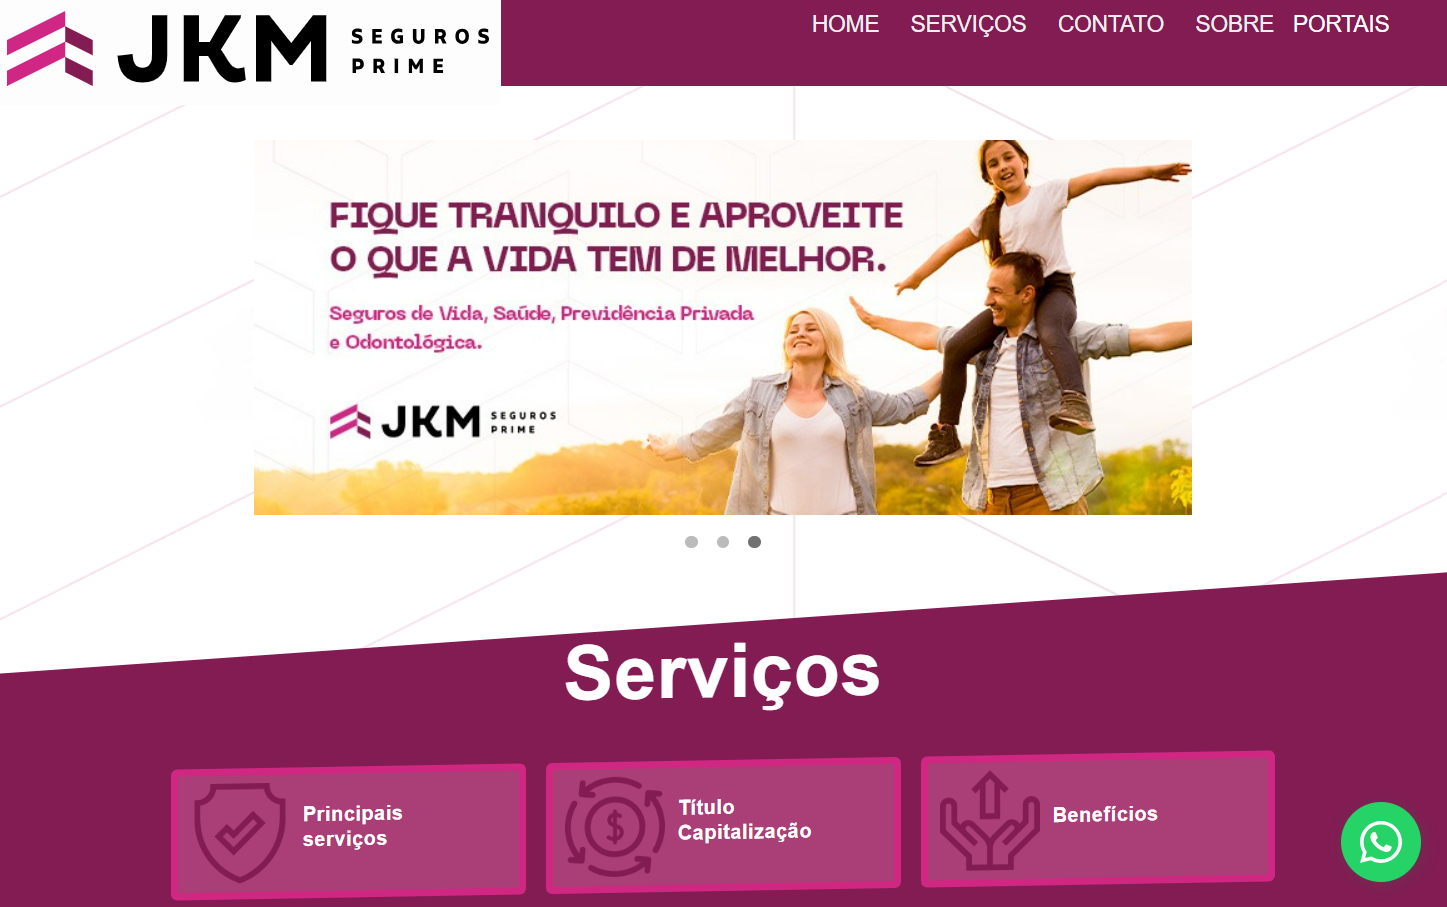 JKM SEGUROS PRIME
HOME SERVIÇOS CONTATO SOBRE PORTAIS
FIQUE TRANQUILO E APROVEITE
O QUE A VIDA TEM DE MELHOR.
Seguros de Vida, Saúde, Previdência Privada
e Odontológica.
JKM SEGUROS PRIME
Serviços
Principais
serviços
$
Título
Capitalização
Benefícios